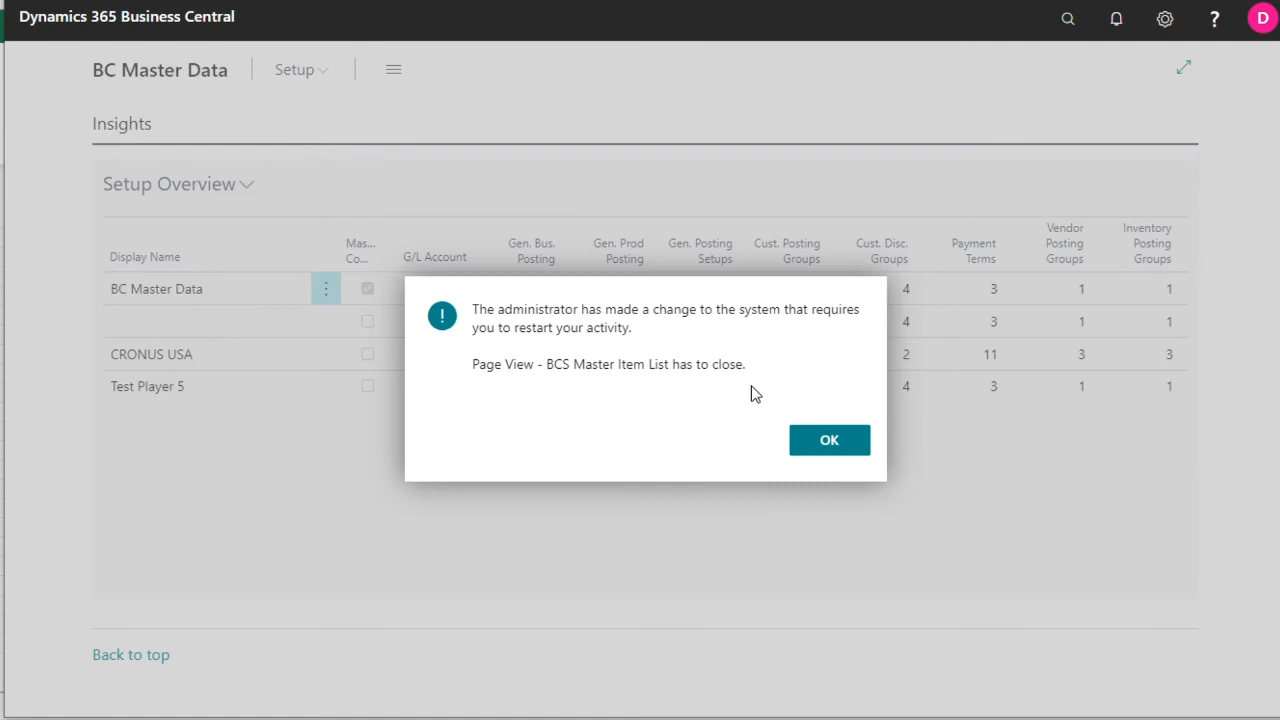 Dynamics 365 Business Central
?
D
BC Master Data
Setup
Insights
Setup Overview
Display Name
Mas...
Co...
G/L Account
Gen. Bus.
Posting
Gen. Prod
Posting
Gen. Posting
Setups
Cust. Posting
Groups
Cust. Disc.
Groups
Payment
Terms
Vendor
Posting
Groups
Inventory
Posting
Groups
BC Master Data 4 3 1 1
4 3 1 1
CRONUS USA 2 11 3 3
Test Player 5 4 3 1 1
!
The administrator has made a change to the system that requires
you to restart your activity.
Page View - BCS Master Item List has to close.
OK
Back to top